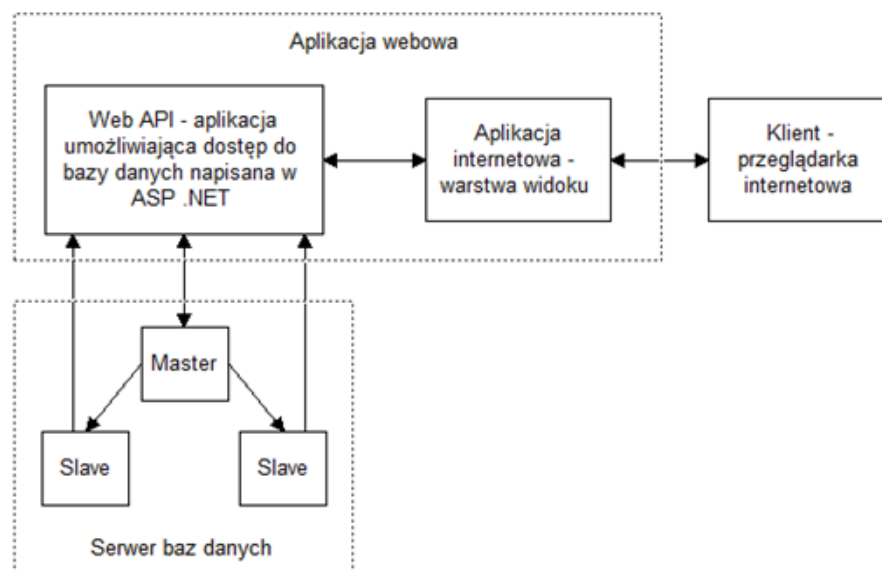 Aplikacja webowa
Web API - aplikacja
umożliwiająca dostęp do
bazy danych napisana w
ASP .NET
Aplikacja
internetowa -
warstwa widoku
Klient -
przeglądarka
internetowa
Master
Slave
Slave
Serwer baz danych